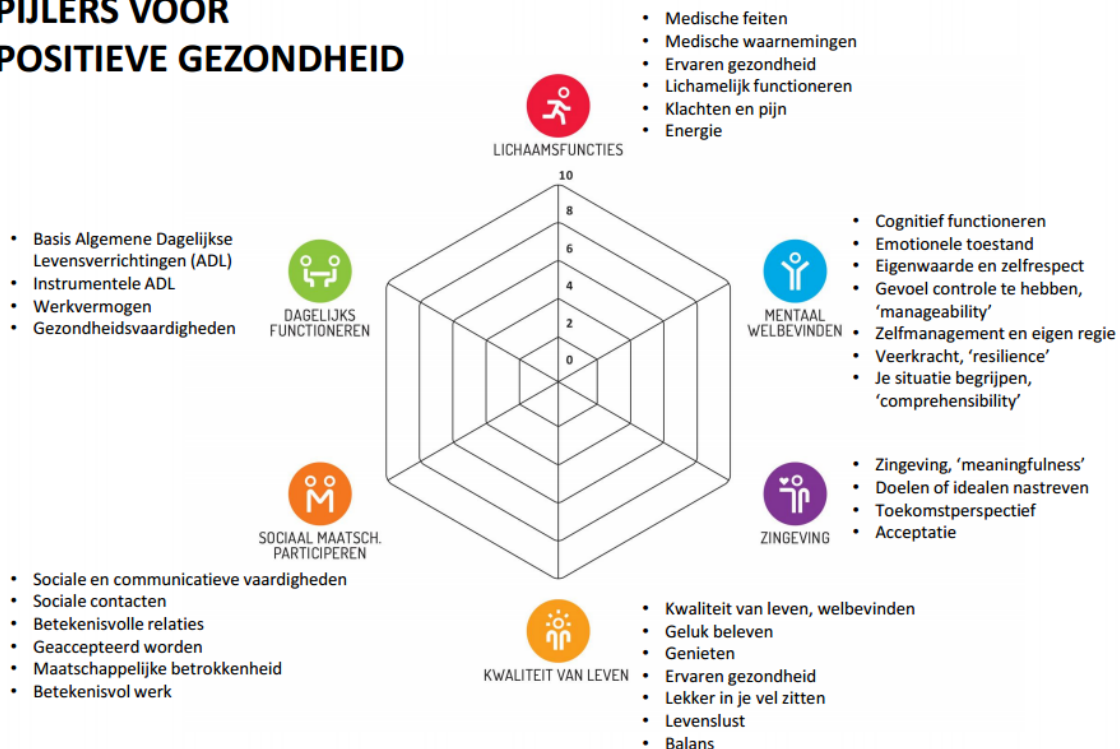 PIJLERS VOOR
POSITIEVE GEZONDHEID
• Medische feiten
• Medische waarnemingen
• Ervaren gezondheid
• Lichamelijk functioneren
• Klachten en pijn
• Energie
LICHAAMSFUNCTIES
10
8
6
4
2
0
• Basis Algemene Dagelijkse
Levensverrichtingen (ADL)
• Instrumentele ADL
• Werkvermogen
• Gezondheidsvaardigheden
DAGELIJKS
FUNCTIONEREN
MENTAAL
WELBEVINDEN
• Cognitief functioneren
• Emotionele toestand
• Eigenwaarde en zelfrespect
• Gevoel controle te hebben,
‘manageability’
• Zelfmanagement en eigen regie
• Veerkracht, ‘resilience’
• Je situatie begrijpen,
‘comprehensibility’
SOCIAAL MAATSCH.
PARTICIPEREN
• Sociale en communicatieve vaardigheden
• Sociale contacten
• Betekenisvolle relaties
• Geaccepteerd worden
• Maatschappelijke betrokkenheid
• Betekenisvol werk
ZINGEVING
• Zingeving, ‘meaningfulness’
• Doelen of idealen nastreven
• Toekomstperspectief
• Acceptatie
KWALITEIT VAN LEVEN
• Kwaliteit van leven, welbevinden
• Geluk beleven
• Genieten
• Ervaren gezondheid
• Lekker in je vel zitten
• Levenslust
• Balans